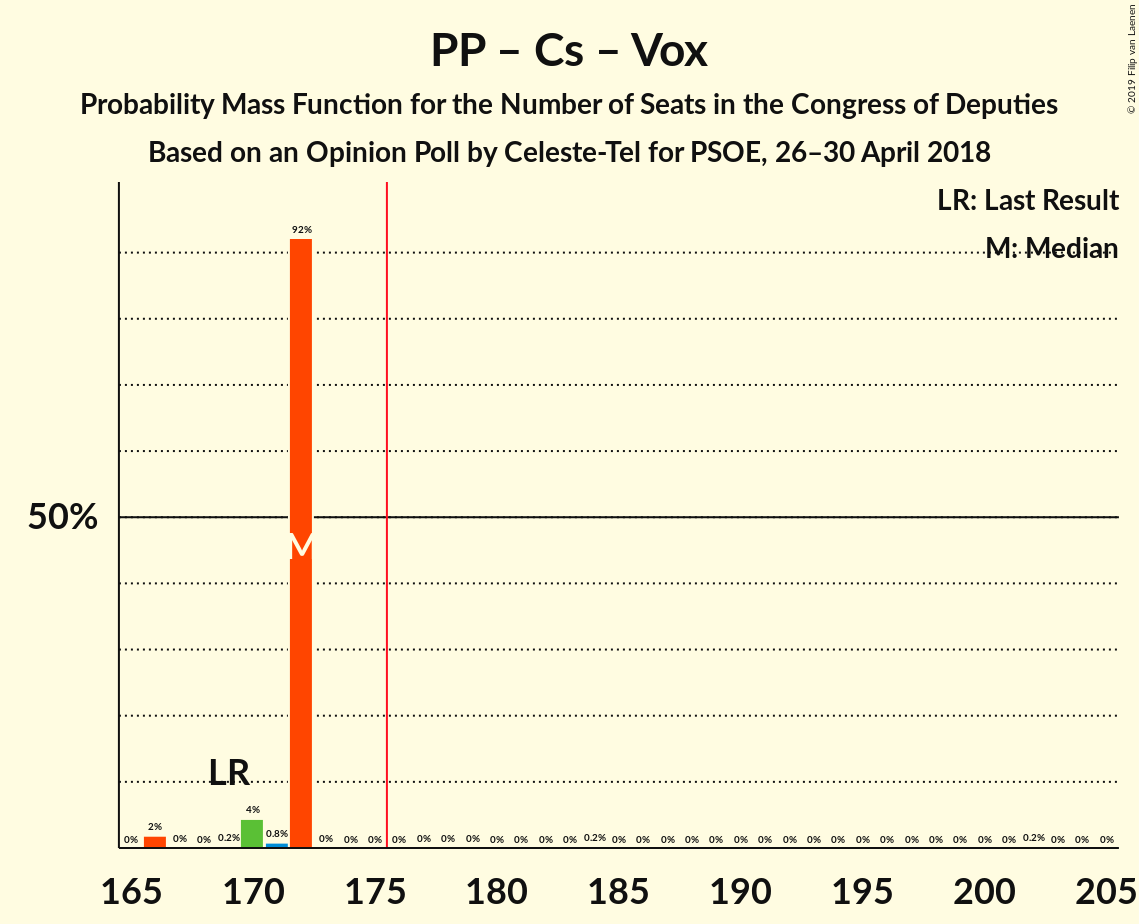 PP – Cs – Vox
Probability Mass Function for the Number of Seats in the Congress of Deputies
Based on an Opinion Poll by Celeste-Tel for PSOE, 26–30 April 2018
© 2019 Filip van Laenen
LR: Last Result
M: Median
92%
50%
M
LR
0% 2% 0% 0% 0.2% 4% 0.8% 0% 0% 0% 0% 0% 0% 0% 0% 0% 0% 0% 0.2% 0% 0% 0% 0% 0% 0% 0% 0% 0% 0% 0% 0% 0% 0% 0% 0% 0% 0.2% 0% 0% 0%
165 170 175 180 185 190 195 200 205